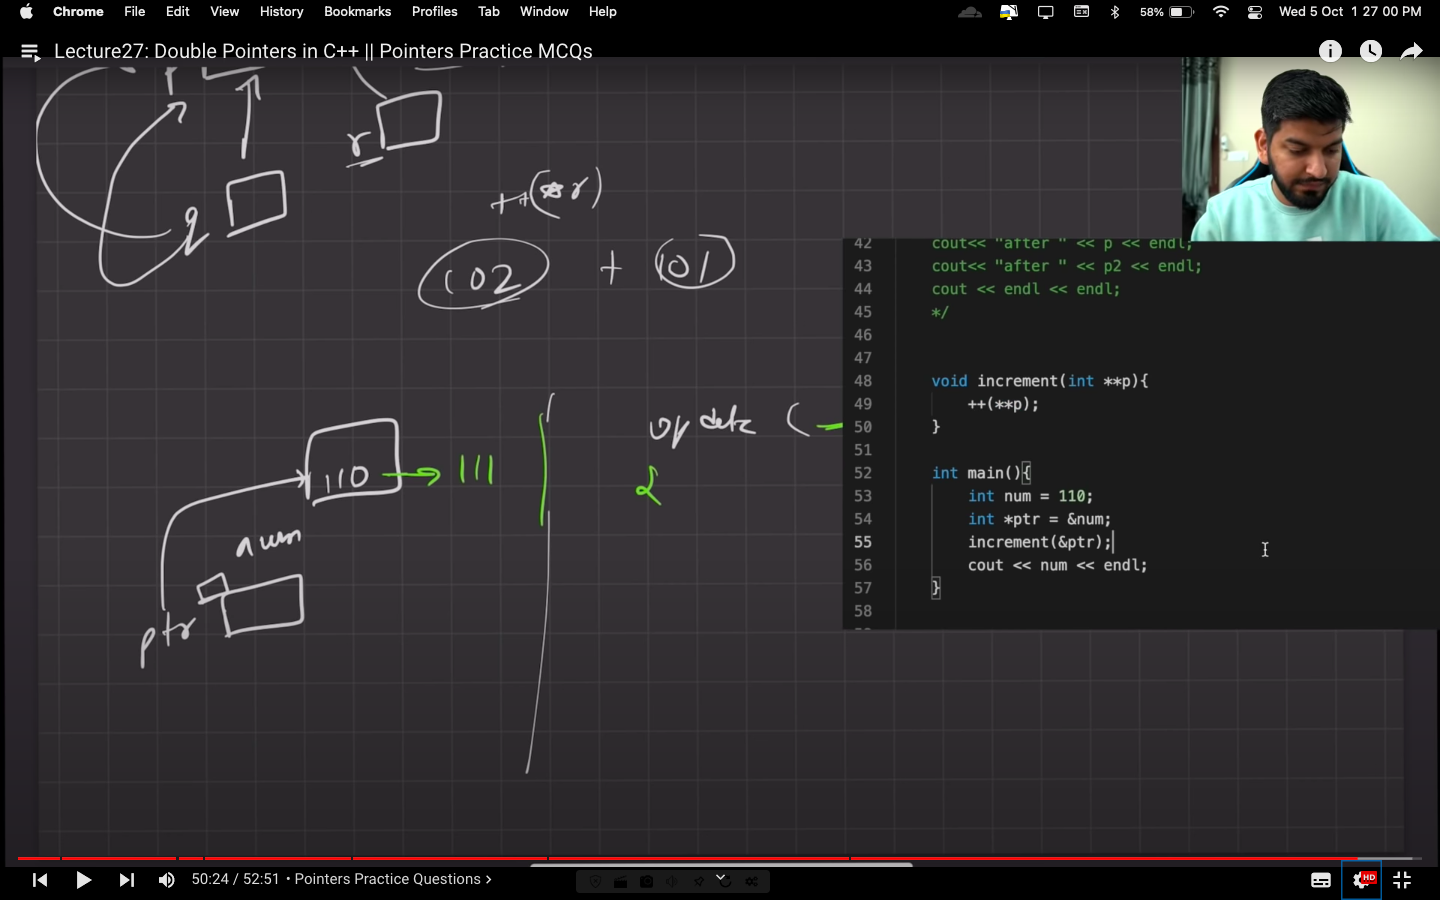 Chrome File Edit View History Bookmarks Profiles Tab Window Help 58% Wed 5 Oct 1 27 00 PM
Lecture27: Double Pointers in C++ || Pointers Practice MCQs
r
q
++(*r)
102 + 101
42 cout<< "after " << p << endl;
43 cout<< "after " << p2 << endl;
44 cout << endl << endl;
45 */
46
47
48 void increment(int **p){
49 ++(**p);
50 }
51
52 int main(){
53 int num = 110;
54 int *ptr = &num;
55 increment(&ptr);
56 cout << num << endl;
57 }
58
update (
110 → 111
num
ptr
50:24 / 52:51 • Pointers Practice Questions >
HD